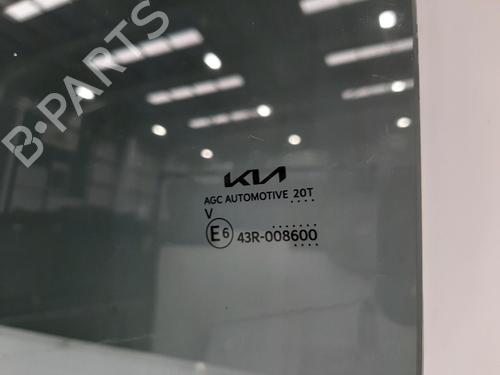 B-PARTS
KIA
AGC AUTOMOTIVE 20T
V
E6 43R-008600